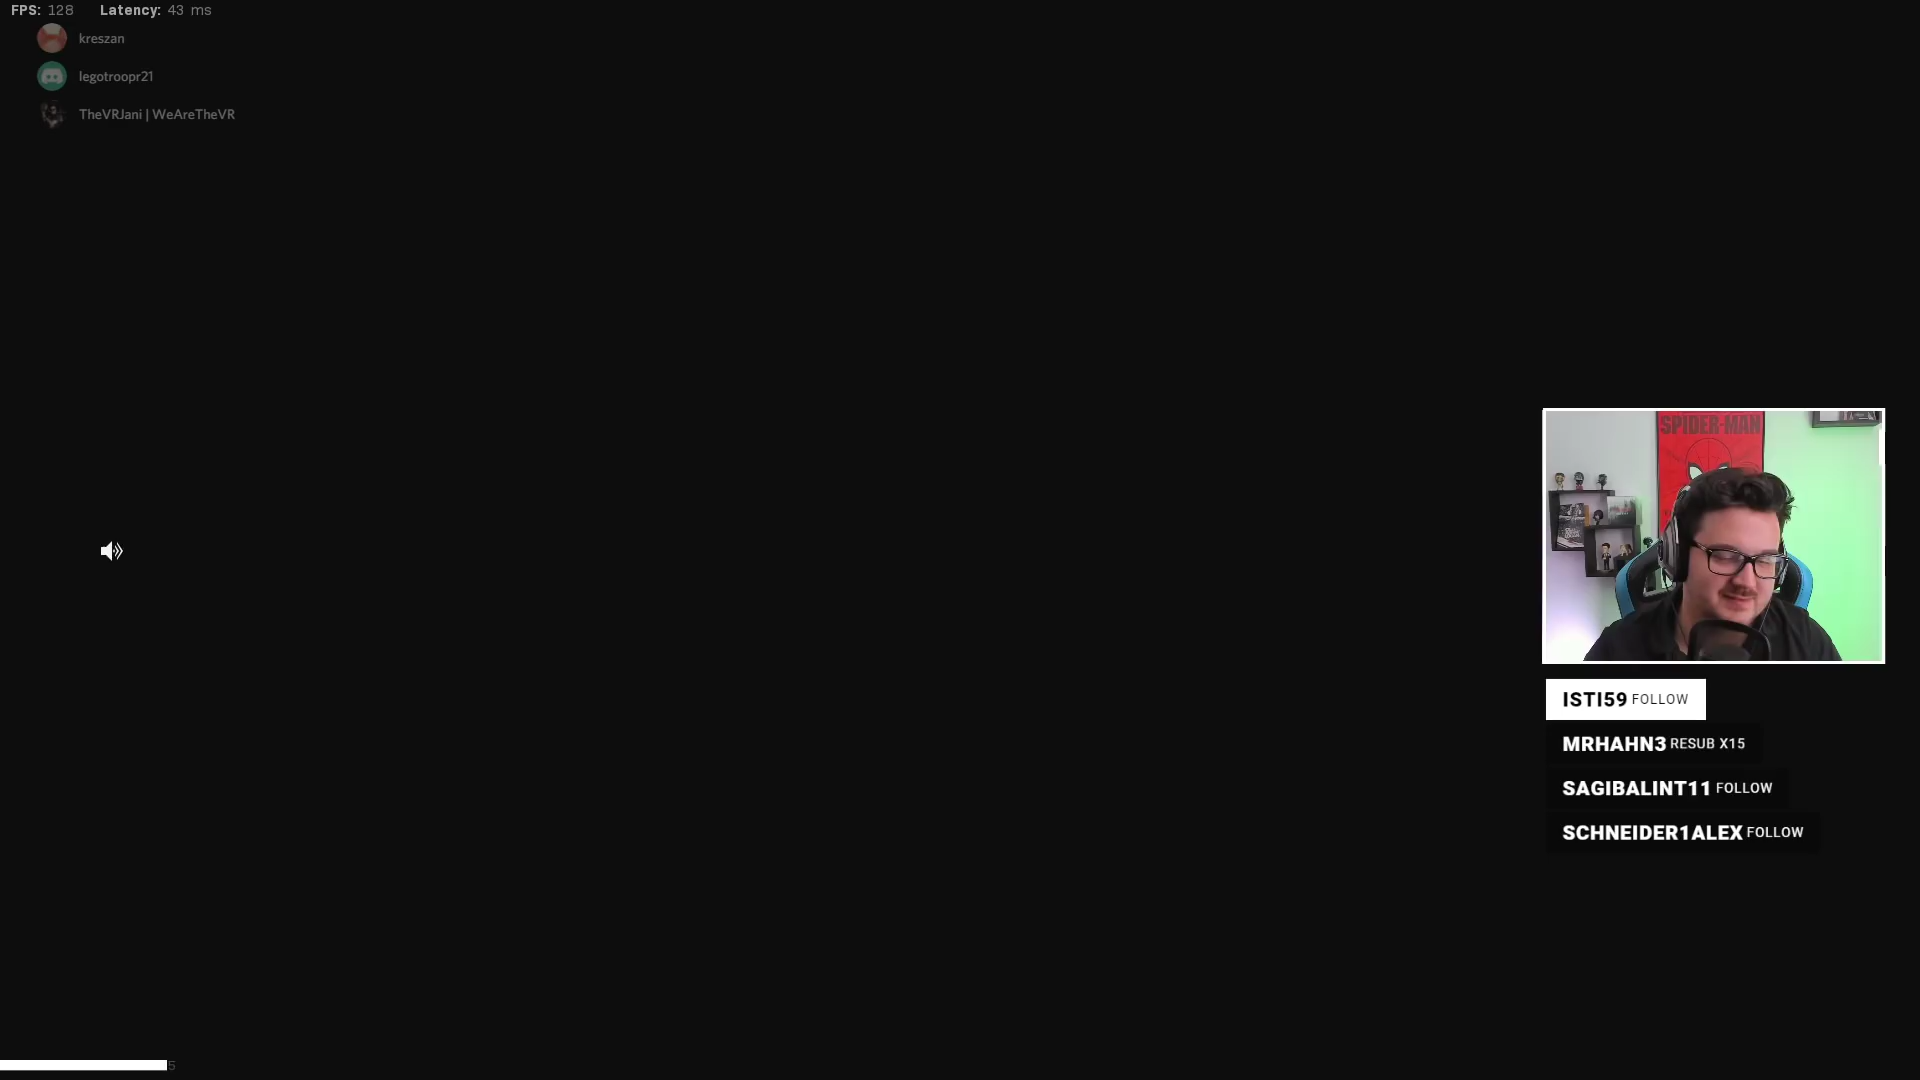 FPS: 128 Latency: 43 ms
kreszan
legotroopr21
TheVRJani | WeAreTheVR
SPIDER-MAN
ISTI59 FOLLOW
MRHAHN3 RESUB X15
SAGIBALINT11 FOLLOW
SCHNEIDER1ALEX FOLLOW
5